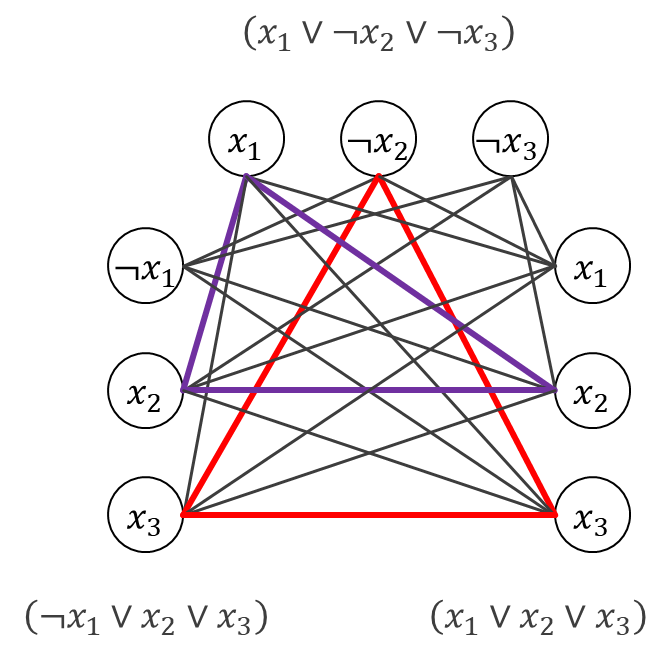 (x₁ ∨ ¬x₂ ∨ ¬x₃)
x₁
¬x₂
¬x₃
¬x₁
x₁
x₂
x₂
x₃
x₃
(¬x₁ ∨ x₂ ∨ x₃)
(x₁ ∨ x₂ ∨ x₃)